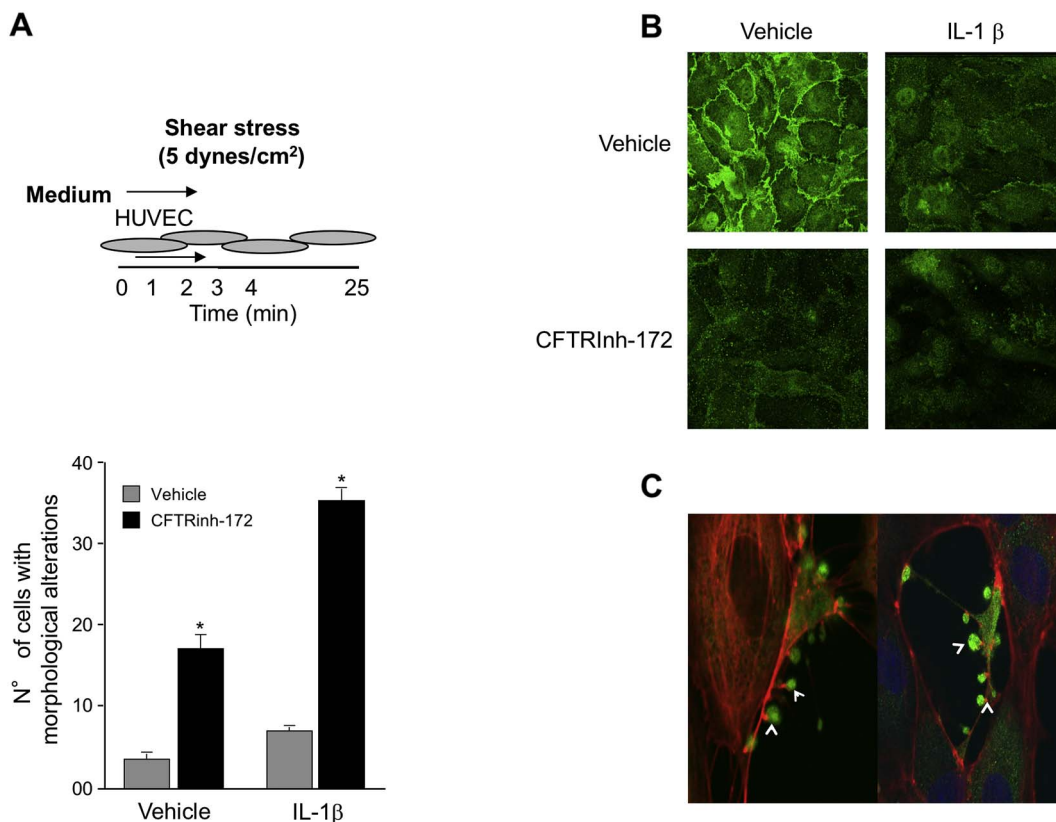 A
Shear stress
(5 dynes/cm²)
Medium
HUVEC
0 1 2 3 4 25
Time (min)
40
30
20
10
00
N° of cells with
morphological alterations
Vehicle
CFTRinh-172
*
*
Vehicle IL-1β
B
Vehicle IL-1 β
Vehicle
CFTRInh-172
C